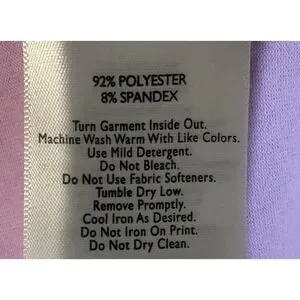 92% POLYESTER
8% SPANDEX
Turn Garment Inside Out.
Machine Wash Warm With Like Colors.
Use Mild Detergent.
Do Not Bleach.
Do Not Use Fabric Softeners.
Tumble Dry Low.
Remove Promptly.
Cool Iron As Desired.
Do Not Iron On Print.
Do Not Dry Clean.